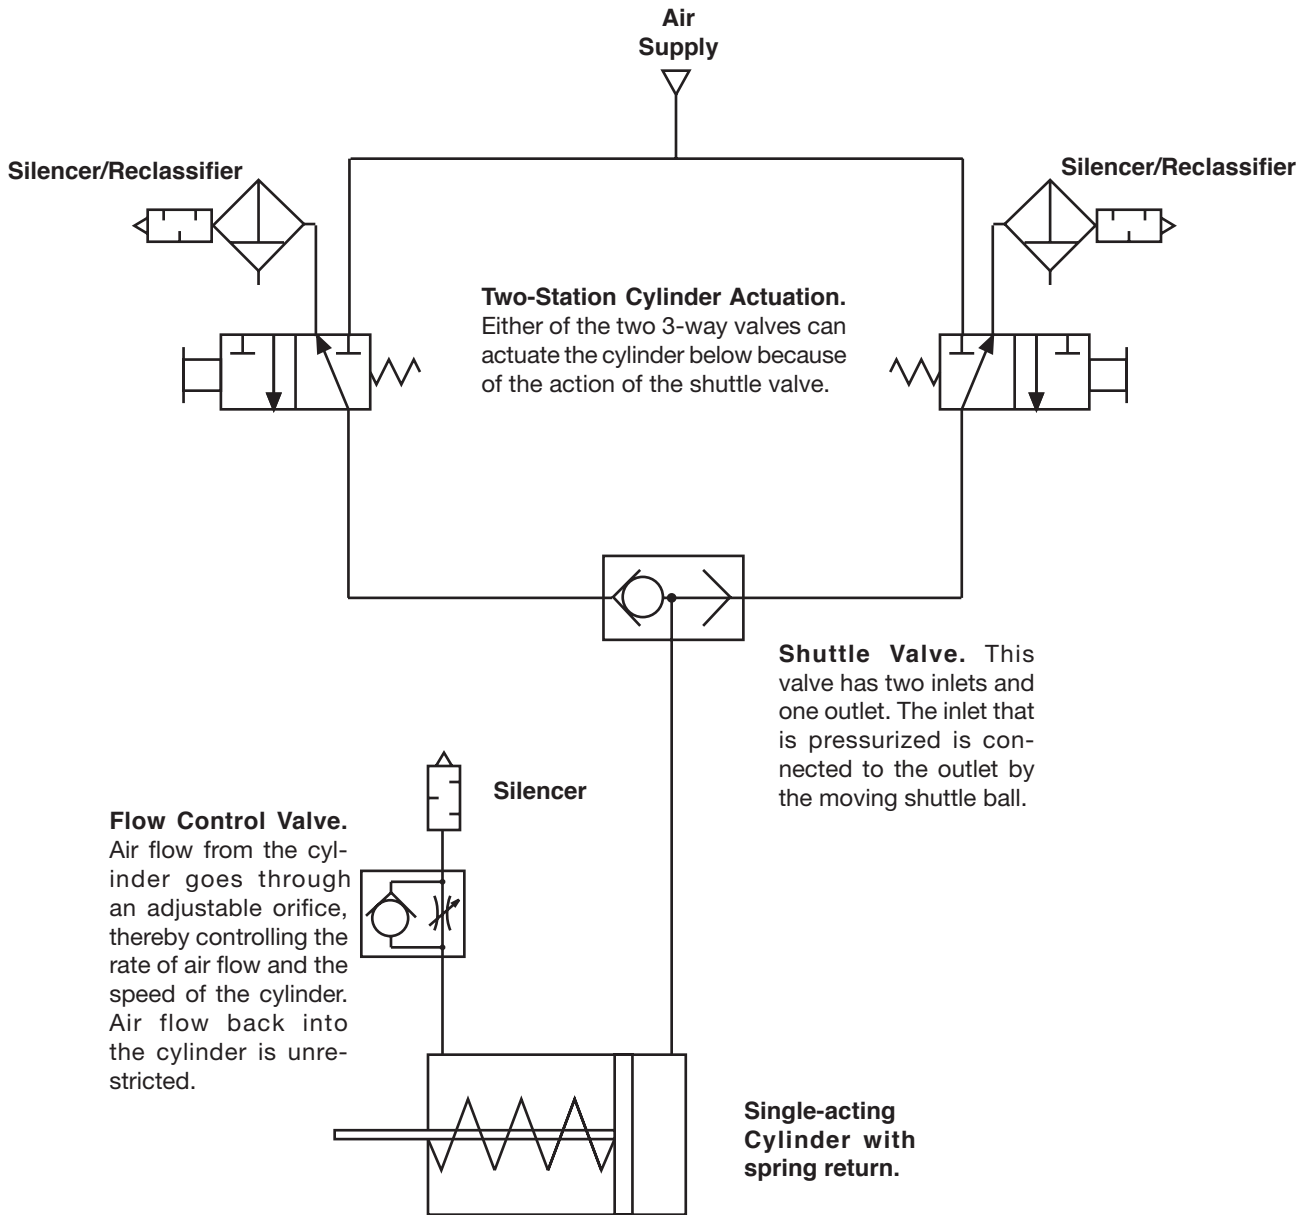 Air
Supply
Silencer/Reclassifier
Silencer/Reclassifier
Two-Station Cylinder Actuation.
Either of the two 3-way valves can
actuate the cylinder below because
of the action of the shuttle valve.
Shuttle Valve. This
valve has two inlets and
one outlet. The inlet that
is pressurized is con-
nected to the outlet by
the moving shuttle ball.
Silencer
Flow Control Valve.
Air flow from the cyl-
inder goes through
an adjustable orifice,
thereby controlling the
rate of air flow and the
speed of the cylinder.
Air flow back into
the cylinder is unre-
stricted.
Single-acting
Cylinder with
spring return.